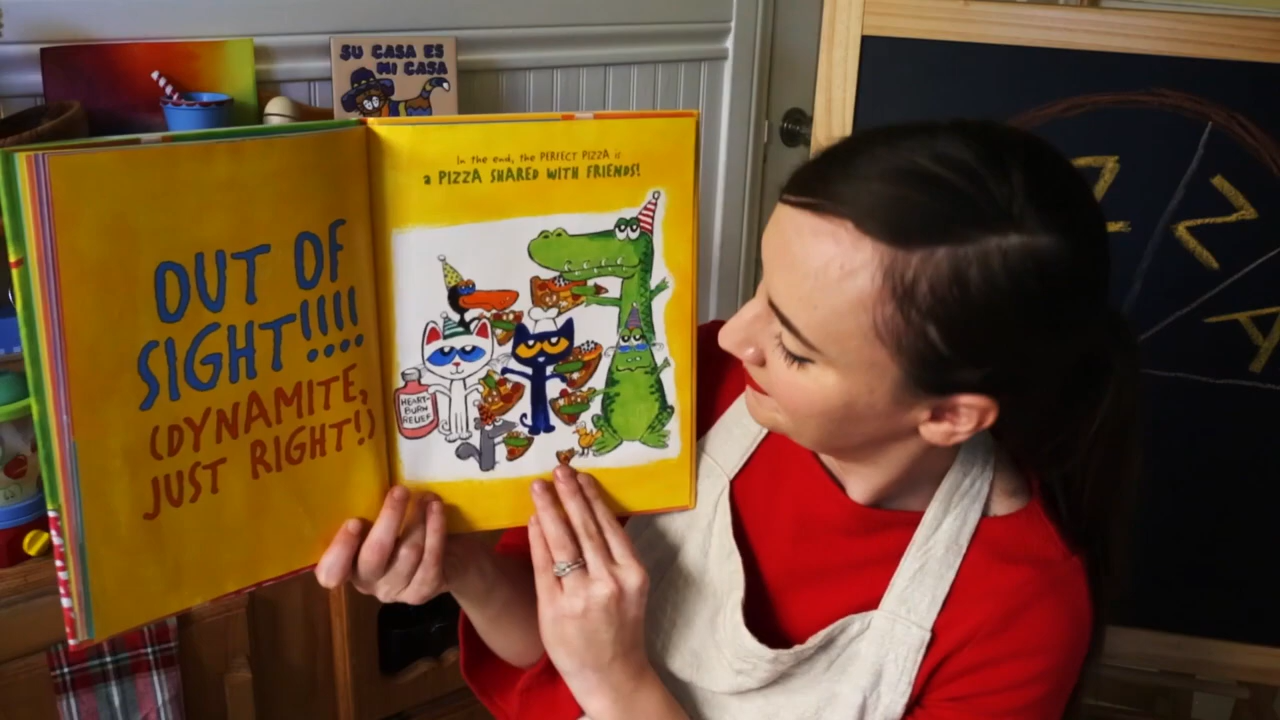 SU CASA ES
MI CASA
OUT OF
SIGHT!!!!
(DYNAMITE,
JUST RIGHT!)
In the end, the PERFECT PIZZA is
a PIZZA SHARED WITH FRIENDS!
HEART-
BURN
RELIEF
Z
Z
A